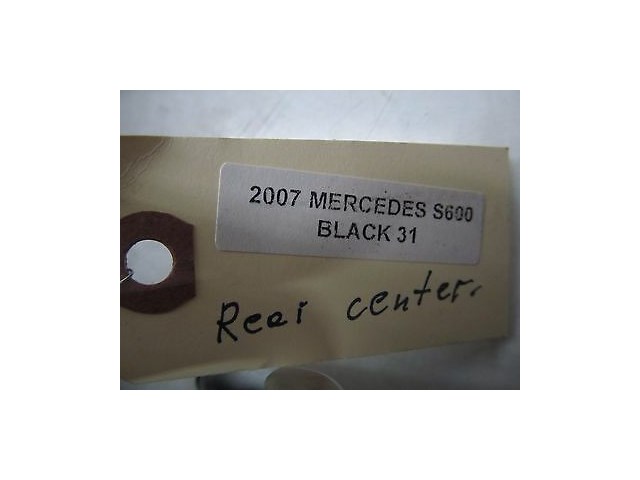 2007 MERCEDES S600
BLACK 31
Rear center.